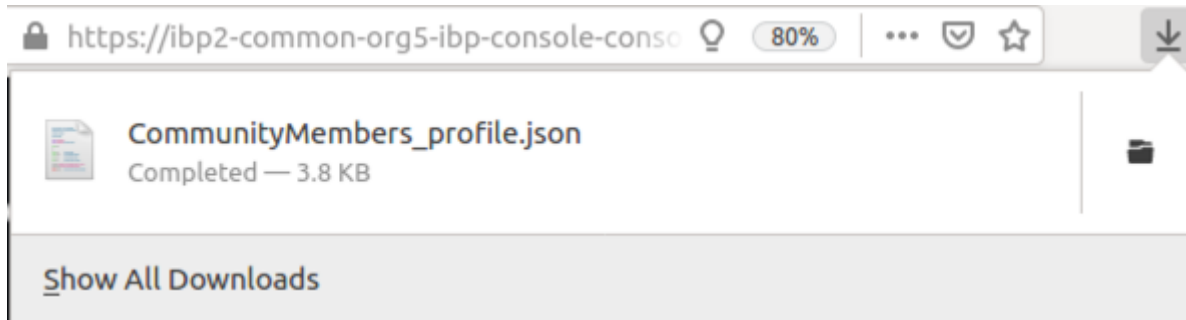 https://ibp2-common-org5-ibp-console-conso 80%
CommunityMembers_profile.json
Completed — 3.8 KB
Show All Downloads